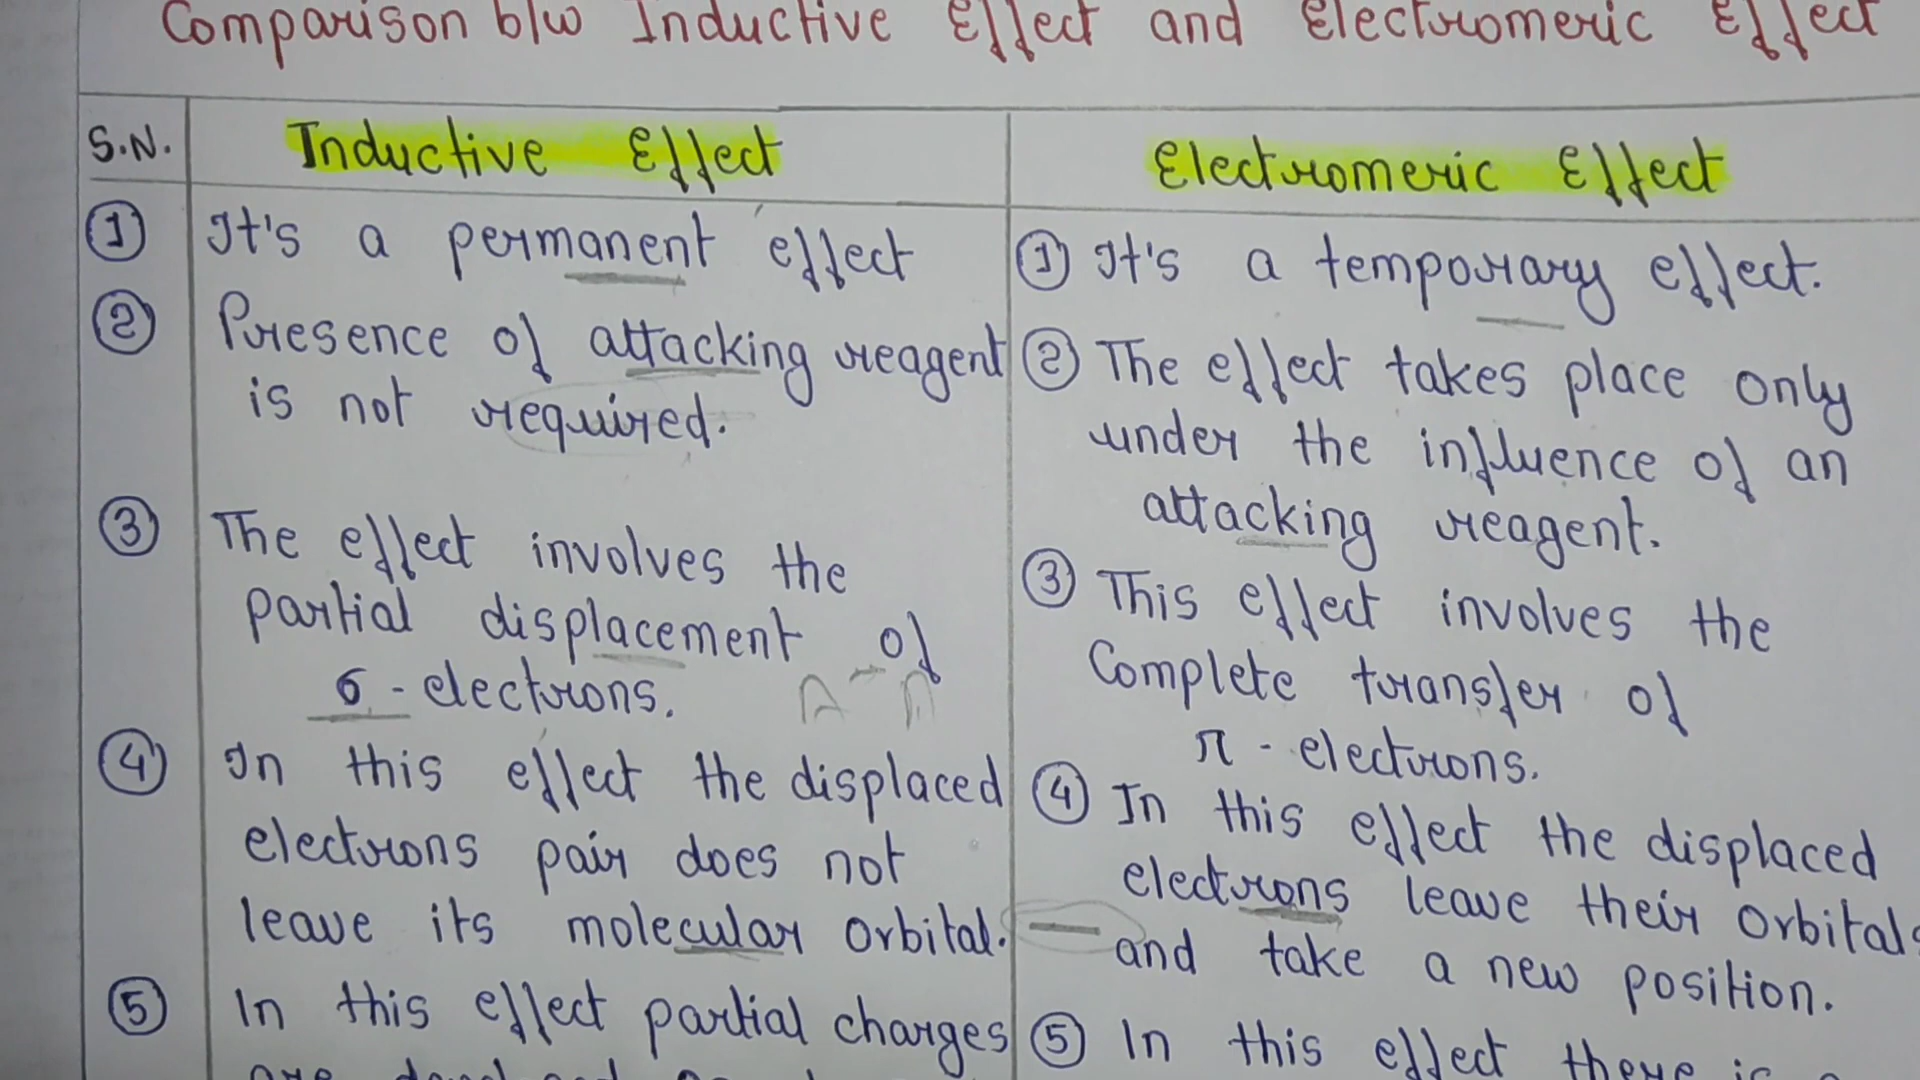 Comparison b/w Inductive Effect and Electromeric Effect
S.N.
Inductive Effect
Electromeric Effect
① It's a permanent effect
② Presence of attacking reagent
is not required.
③ The effect involves the
partial displacement of
σ - electrons.
④ In this effect the displaced
electrons pair does not
leave its molecular orbital.
⑤ In this effect partial charges
are
① It's a temporary effect.
② The effect takes place only
under the influence of an
attacking reagent.
③ This effect involves the
Complete transfer of
π - electrons.
④ In this effect the displaced
electrons leave their orbitals
and take a new position.
⑤ In this effect there is a